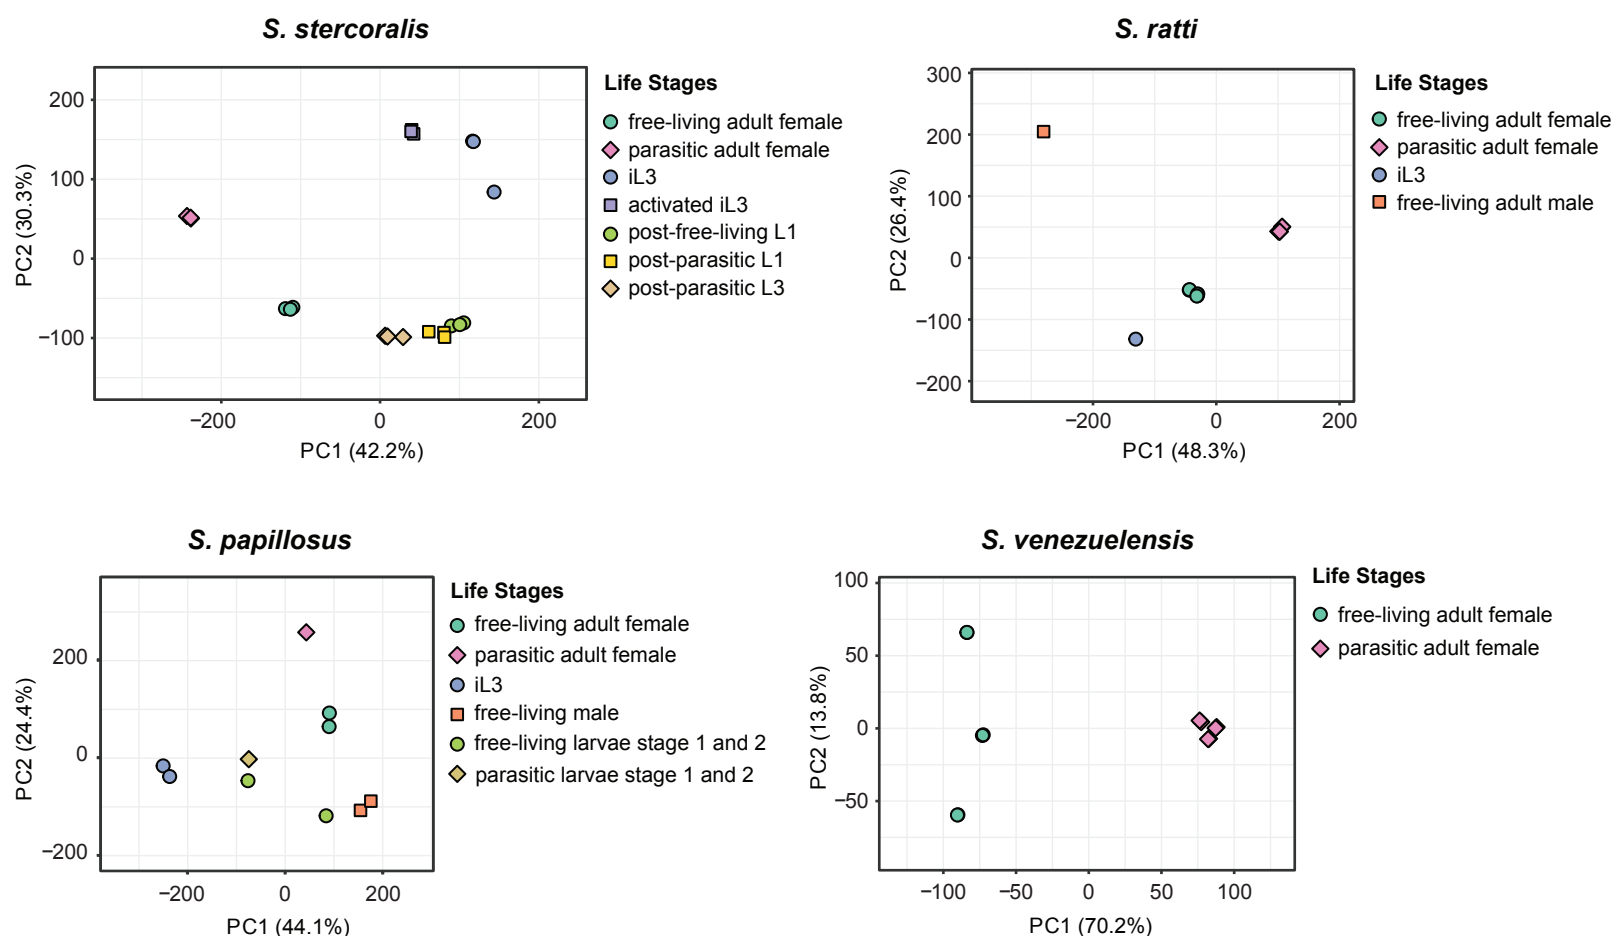 S. stercoralis
200
100
0
−100
PC2 (30.3%)
−200
0
200
PC1 (42.2%)
Life Stages
free-living adult female
parasitic adult female
iL3
activated iL3
post-free-living L1
post-parasitic L1
post-parasitic L3
S. ratti
300
200
100
0
−100
−200
PC2 (26.4%)
−200
0
200
PC1 (48.3%)
Life Stages
free-living adult female
parasitic adult female
iL3
free-living adult male
S. papillosus
200
0
−200
PC2 (24.4%)
−200
0
200
PC1 (44.1%)
Life Stages
free-living adult female
parasitic adult female
iL3
free-living male
free-living larvae stage 1 and 2
parasitic larvae stage 1 and 2
S. venezuelensis
100
50
0
−50
PC2 (13.8%)
−100
−50
0
50
100
PC1 (70.2%)
Life Stages
free-living adult female
parasitic adult female